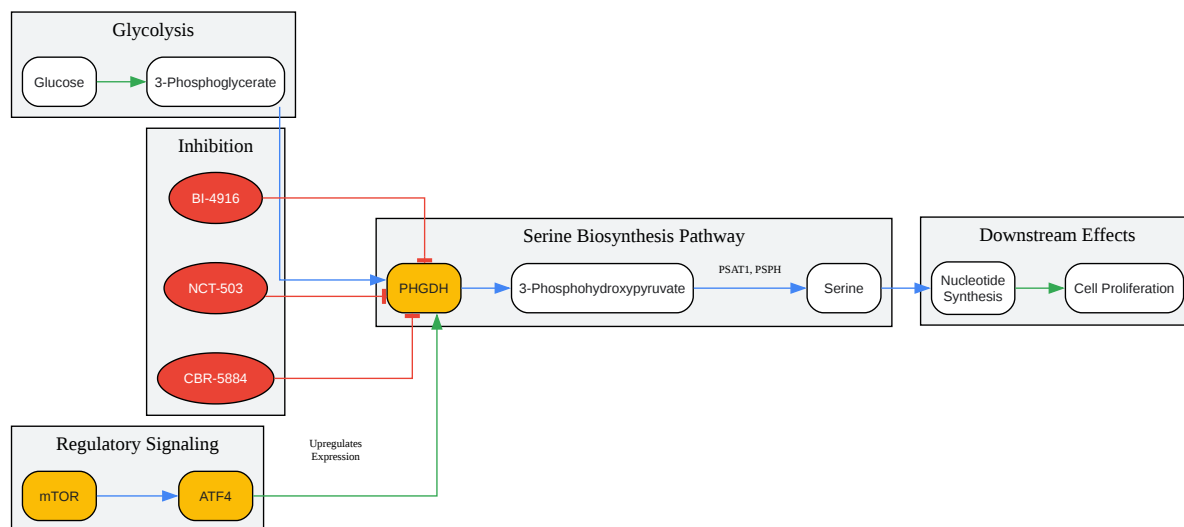 Glycolysis
Glucose
3-Phosphoglycerate
Inhibition
BI-4916
NCT-503
CBR-5884
Serine Biosynthesis Pathway
PHGDH
3-Phosphohydroxypyruvate
PSAT1, PSPH
Serine
Downstream Effects
Nucleotide
Synthesis
Cell Proliferation
Regulatory Signaling
mTOR
ATF4
Upregulates
Expression